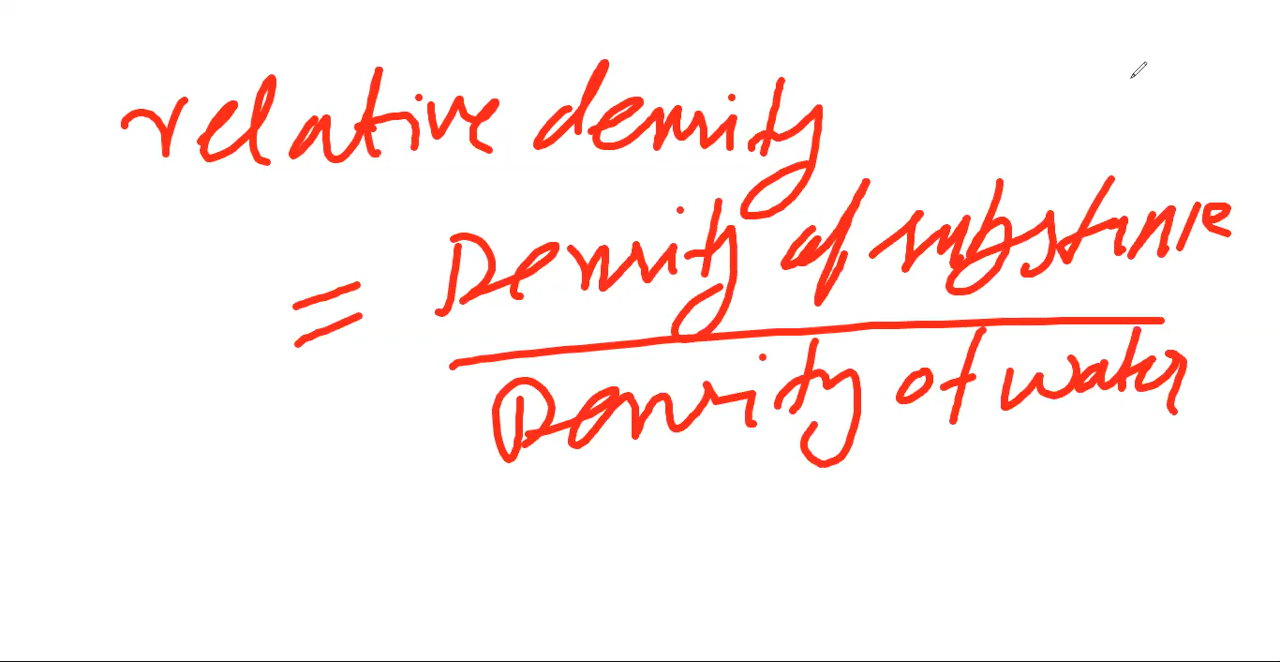 relative density
= Density of substance
Density of water